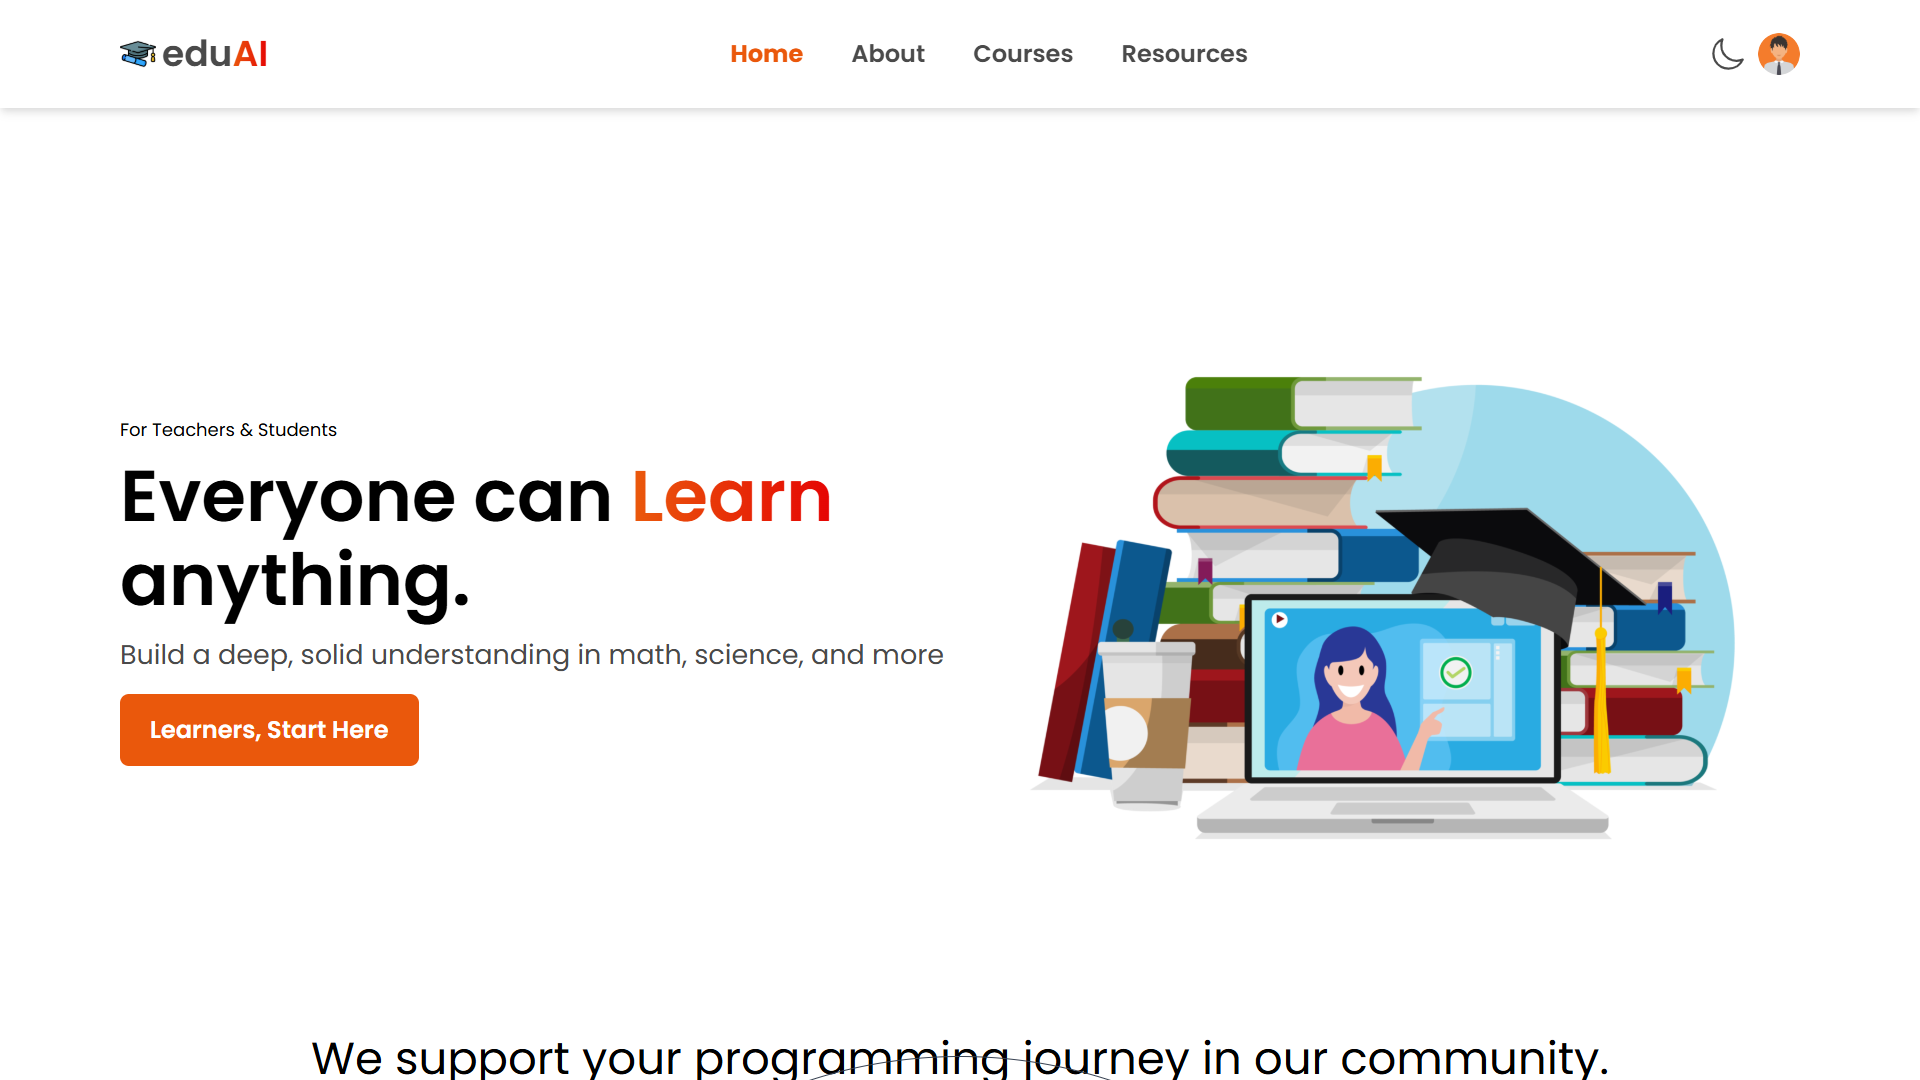 eduAI
Home About Courses Resources
For Teachers & Students
Everyone can Learn
anything.
Build a deep, solid understanding in math, science, and more
Learners, Start Here
We support your programming journey in our community.